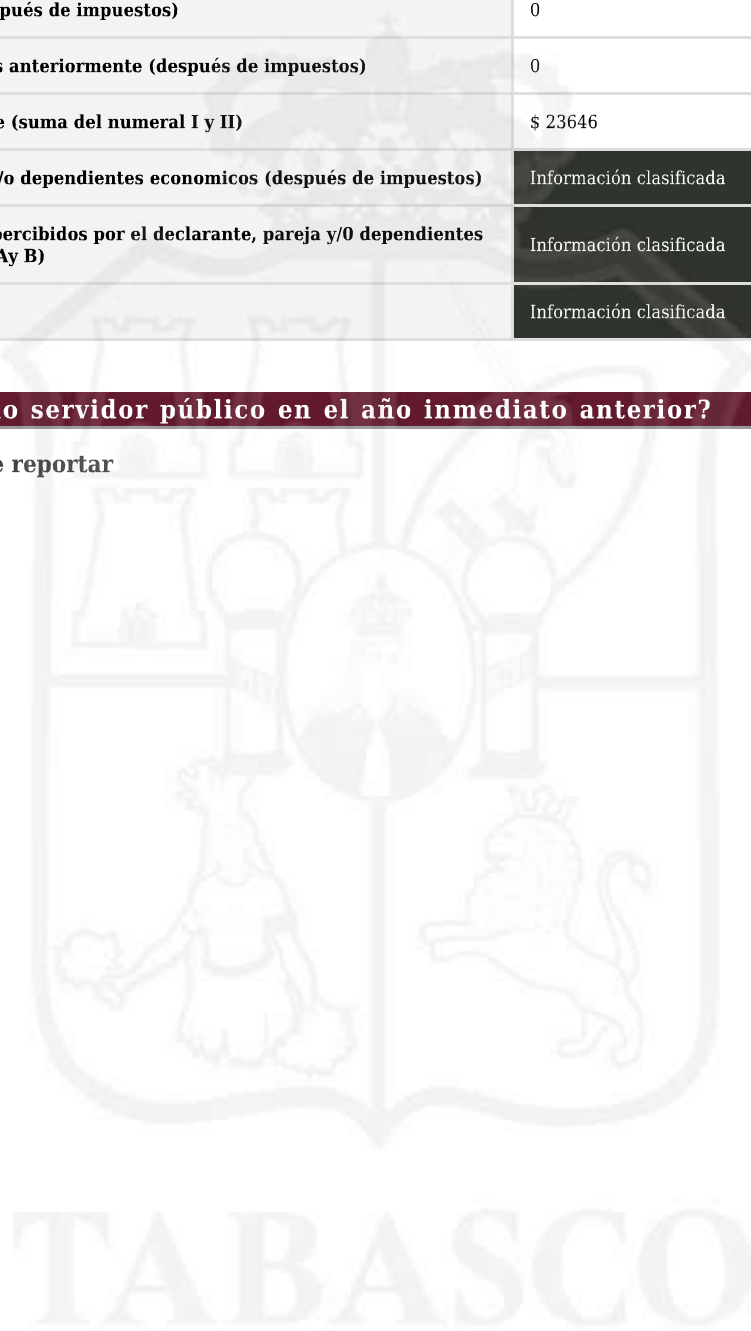 pués de impuestos) 0
s anteriormente (después de impuestos) 0
e (suma del numeral I y II) $ 23646
/o dependientes economicos (después de impuestos) Información clasificada
percibidos por el declarante, pareja y/0 dependientes
Ay B) Información clasificada
Información clasificada
o servidor público en el año inmediato anterior?
e reportar
TABASCO